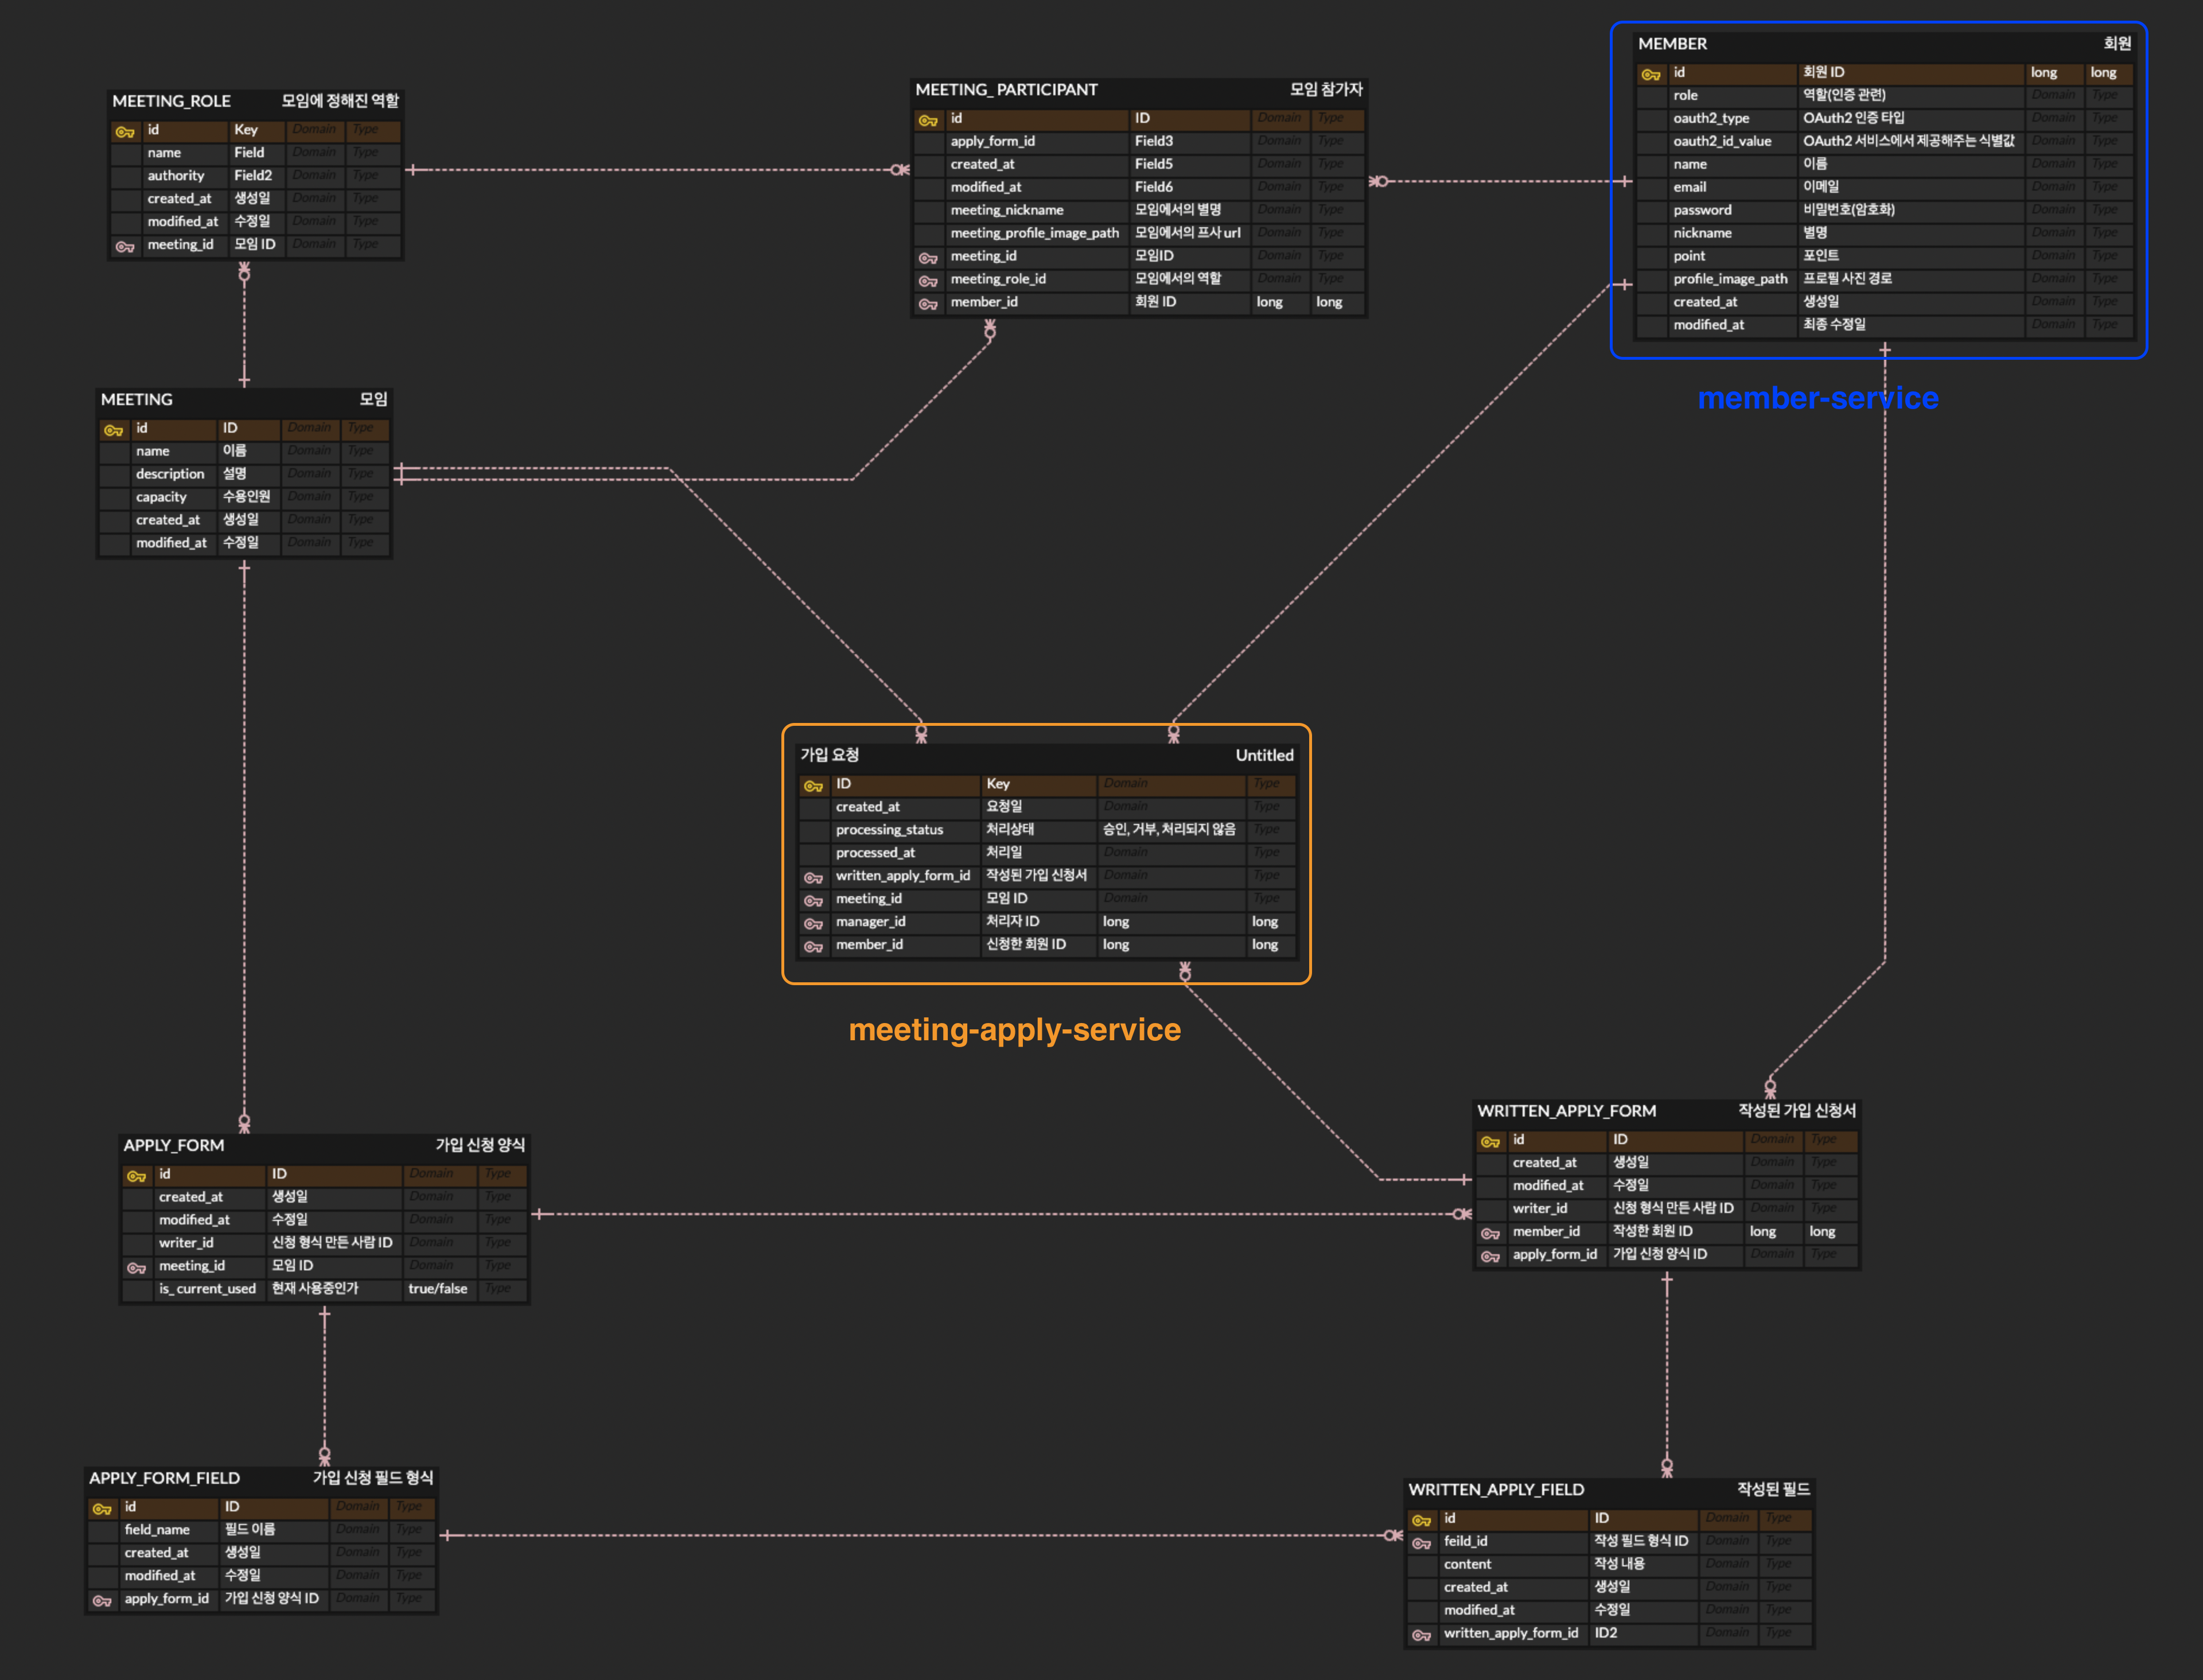 MEETING_ROLE 모임에 정해진 역할
id Key Domain Type
name Field Domain Type
authority Field2 Domain Type
created_at 생성일 Domain Type
modified_at 수정일 Domain Type
meeting_id 모임 ID Domain Type
MEETING_ PARTICIPANT 모임 참가자
id ID Domain Type
apply_form_id Field3 Domain Type
created_at Field5 Domain Type
modified_at Field6 Domain Type
meeting_nickname 모임에서의 별명 Domain Type
meeting_profile_image_path 모임에서의 프사 url Domain Type
meeting_id 모임ID Domain Type
meeting_role_id 모임에서의 역할 Domain Type
member_id 회원 ID long long
MEMBER 회원
id 회원 ID long long
role 역할(인증 관련) Domain Type
oauth2_type OAuth2 인증 타입 Domain Type
oauth2_id_value OAuth2 서비스에서 제공해주는 식별값 Domain Type
name 이름 Domain Type
email 이메일 Domain Type
password 비밀번호(암호화) Domain Type
nickname 별명 Domain Type
point 포인트 Domain Type
profile_image_path 프로필 사진 경로 Domain Type
created_at 생성일 Domain Type
modified_at 최종 수정일 Domain Type
member-service
MEETING 모임
id ID Domain Type
name 이름 Domain Type
description 설명 Domain Type
capacity 수용인원 Domain Type
created_at 생성일 Domain Type
modified_at 수정일 Domain Type
가입 요청 Untitled
ID Key Domain Type
created_at 요청일 Domain Type
processing_status 처리상태 승인, 거부, 처리되지 않음 Type
processed_at 처리일 Domain Type
written_apply_form_id 작성된 가입 신청서 Domain Type
meeting_id 모임 ID Domain Type
manager_id 처리자 ID long long
member_id 신청한 회원 ID long long
meeting-apply-service
APPLY_FORM 가입 신청 양식
id ID Domain Type
created_at 생성일 Domain Type
modified_at 수정일 Domain Type
writer_id 신청 형식 만든 사람 ID Domain Type
meeting_id 모임 ID Domain Type
is_ current_used 현재 사용중인가 true/false Type
WRITTEN_APPLY_FORM 작성된 가입 신청서
id ID Domain Type
created_at 생성일 Domain Type
modified_at 수정일 Domain Type
writer_id 신청 형식 만든 사람 ID Domain Type
member_id 작성한 회원 ID long long
apply_form_id 가입 신청 양식 ID Domain Type
APPLY_FORM_FIELD 가입 신청 필드 형식
id ID Domain Type
field_name 필드 이름 Domain Type
created_at 생성일 Domain Type
modified_at 수정일 Domain Type
apply_form_id 가입 신청 양식 ID Domain Type
WRITTEN_APPLY_FIELD 작성된 필드
id ID Domain Type
feild_id 작성 필드 형식 ID Domain Type
content 작성 내용 Domain Type
created_at 생성일 Domain Type
modified_at 수정일 Domain Type
written_apply_form_id ID2 Domain Type